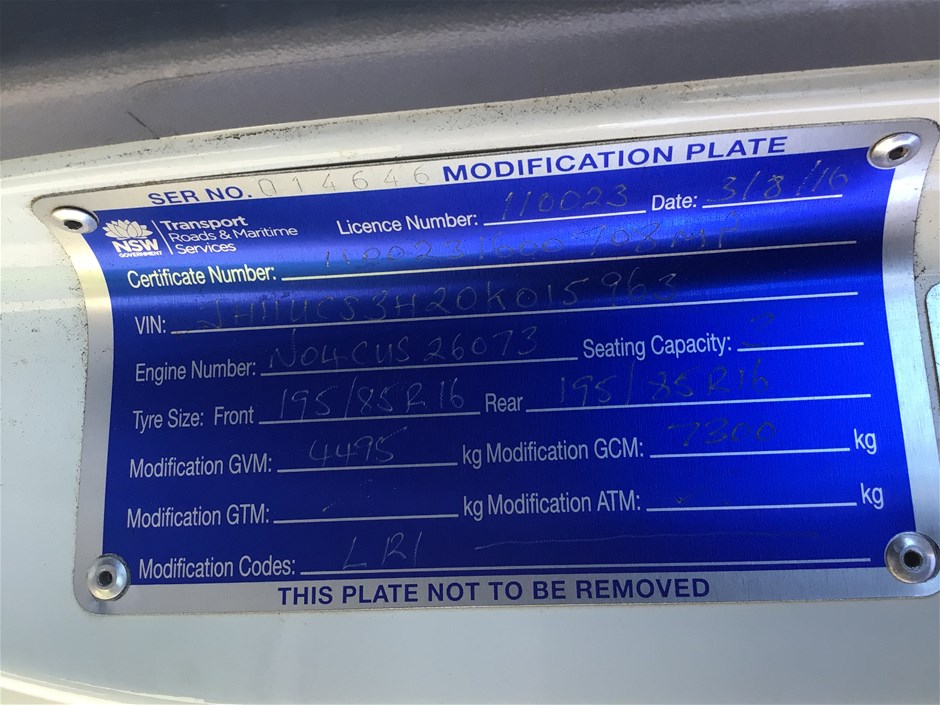 SER NO. 014646 MODIFICATION PLATE
NSW
GOVERNMENT
Transport
Roads & Maritime
Services
Licence Number: 110023 Date: 3/8/16
Certificate Number:
VIN:
Engine Number: N04CUS26073 Seating Capacity:
Tyre Size: Front 195/85R16 Rear 195/85R16
Modification GVM: 4495 kg Modification GCM: 7300 kg
Modification GTM: kg Modification ATM: kg
Modification Codes: LR1
THIS PLATE NOT TO BE REMOVED